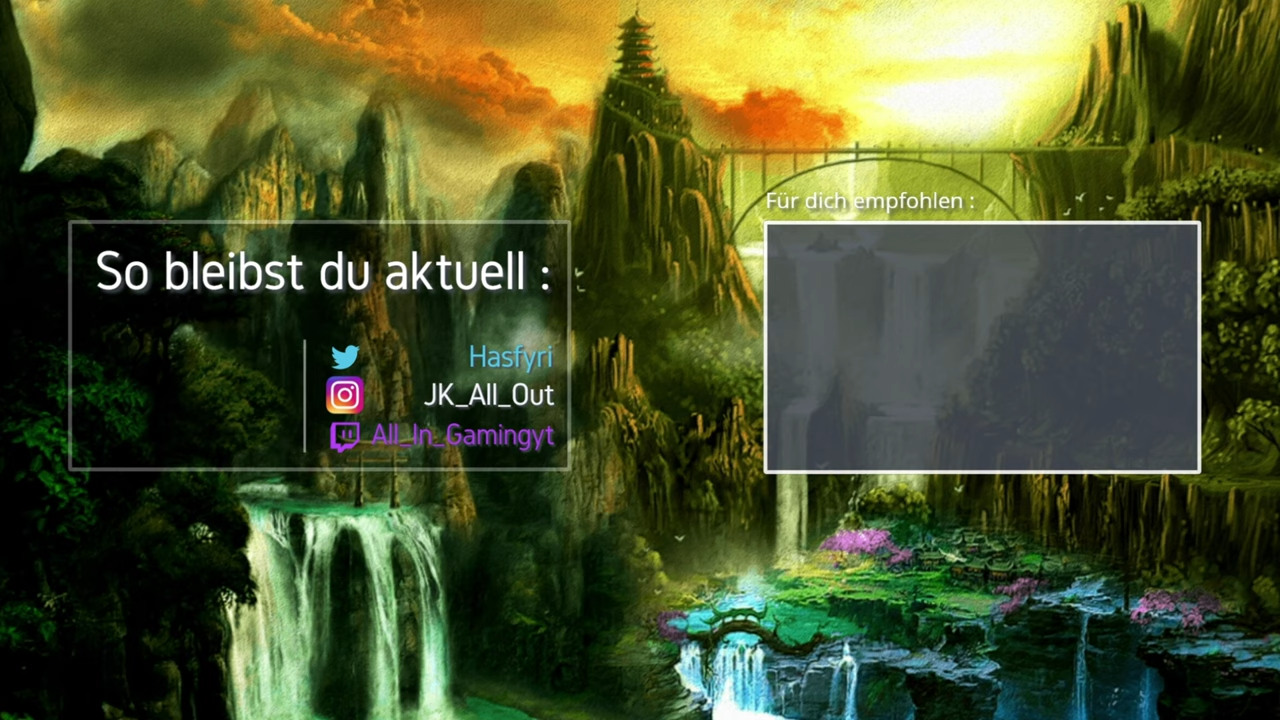 Für dich empfohlen :
So bleibst du aktuell :
Hasfyri
JK_All_Out
All_In_Gamingyt